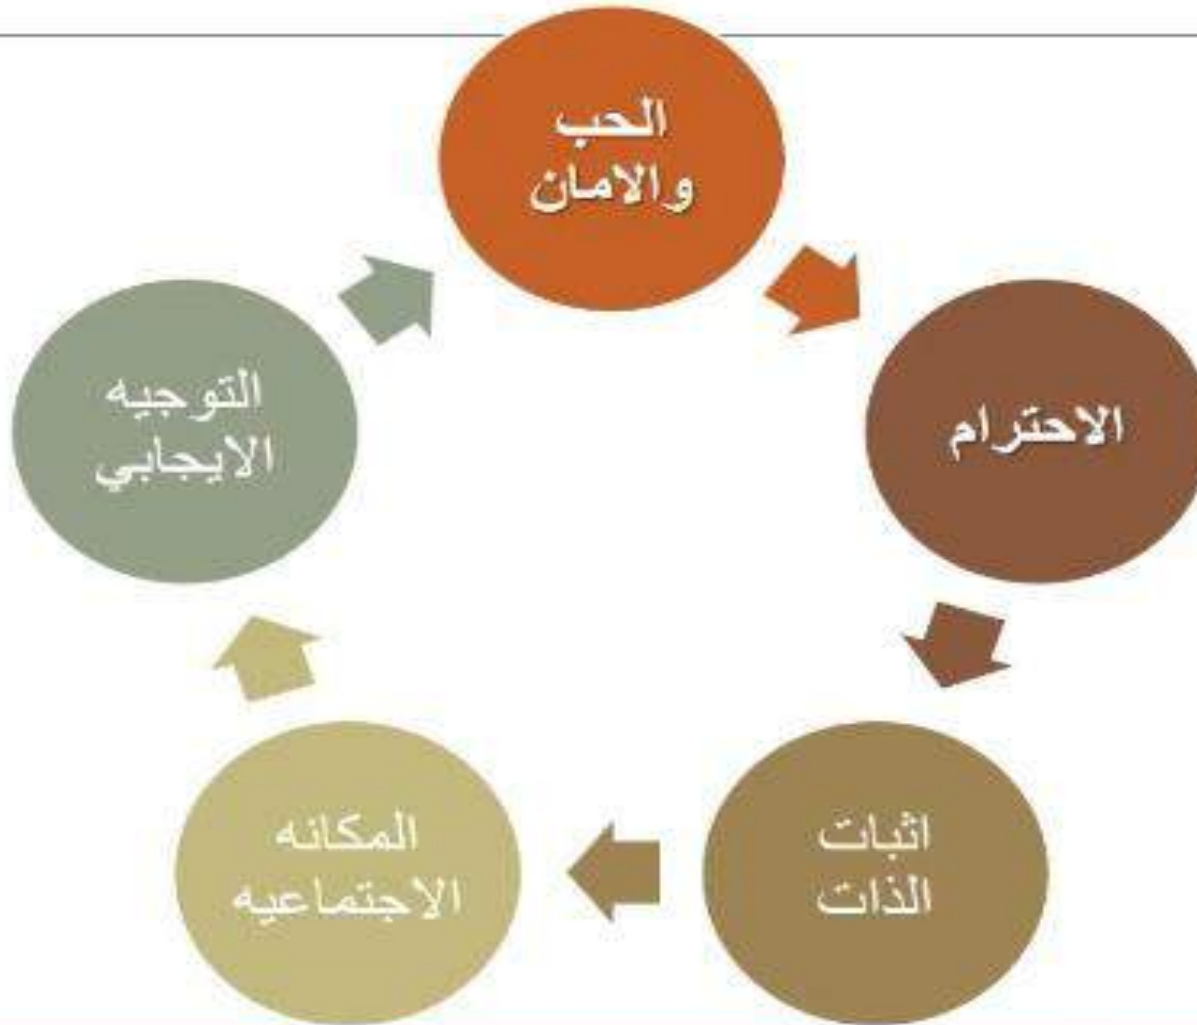 الحب
والامان
الاحترام
اثبات
الذات
المكانه
الاجتماعيه
التوجيه
الايجابي